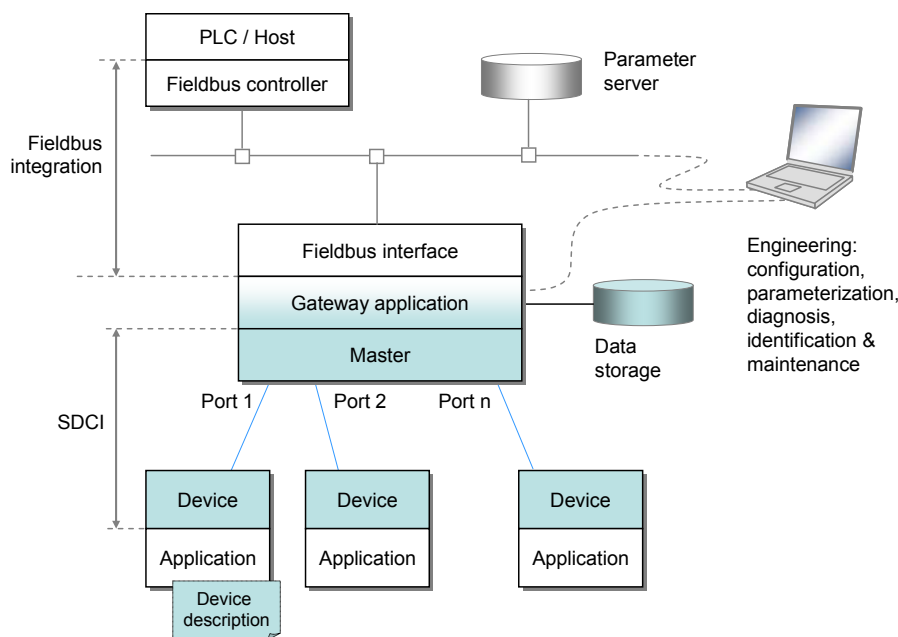 PLC / Host
Fieldbus controller
Parameter
server
Fieldbus
integration
Fieldbus interface
Gateway application
Master
Data
storage
Engineering:
configuration,
parameterization,
diagnosis,
identification &
maintenance
SDCI
Port 1
Port 2
Port n
Device
Application
Device
description
Device
Application
Device
Application